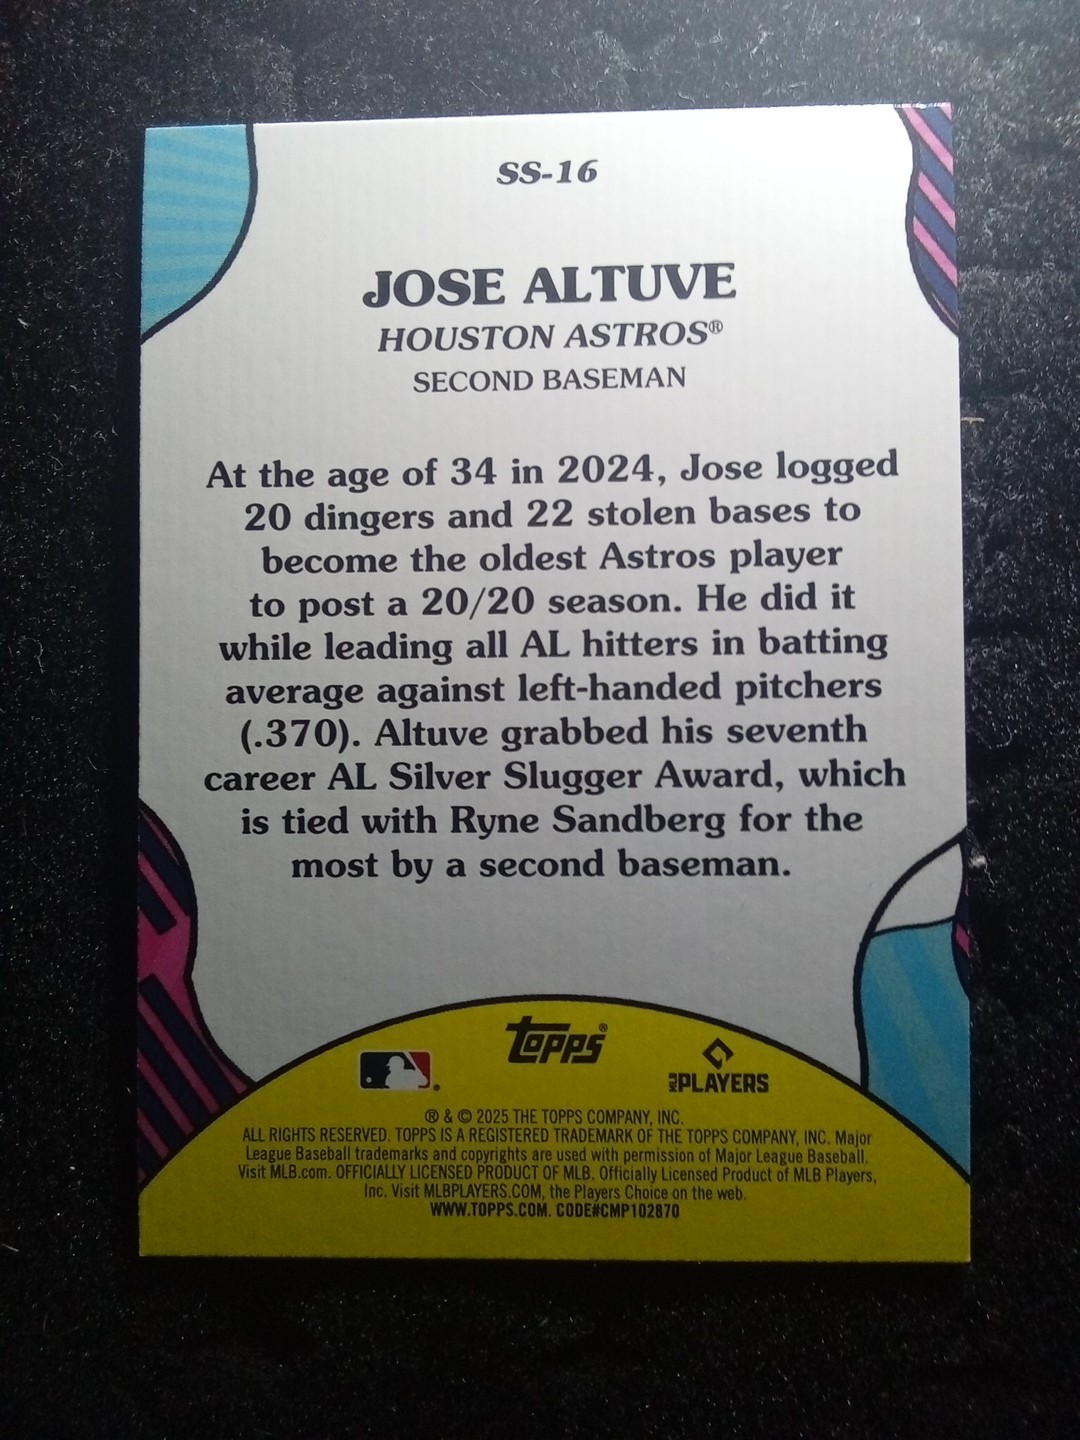 SS-16
JOSE ALTUVE
HOUSTON ASTROS®
SECOND BASEMAN
At the age of 34 in 2024, Jose logged
20 dingers and 22 stolen bases to
become the oldest Astros player
to post a 20/20 season. He did it
while leading all AL hitters in batting
average against left-handed pitchers
(.370). Altuve grabbed his seventh
career AL Silver Slugger Award, which
is tied with Ryne Sandberg for the
most by a second baseman.
topps®
MLB PLAYERS
® & © 2025 THE TOPPS COMPANY, INC.
ALL RIGHTS RESERVED. TOPPS IS A REGISTERED TRADEMARK OF THE TOPPS COMPANY, INC. Major
League Baseball trademarks and copyrights are used with permission of Major League Baseball.
Visit MLB.com. OFFICIALLY LICENSED PRODUCT OF MLB. Officially Licensed Product of MLB Players,
Inc. Visit MLBPLAYERS.COM, the Players Choice on the web.
WWW.TOPPS.COM. CODE#CMP102870